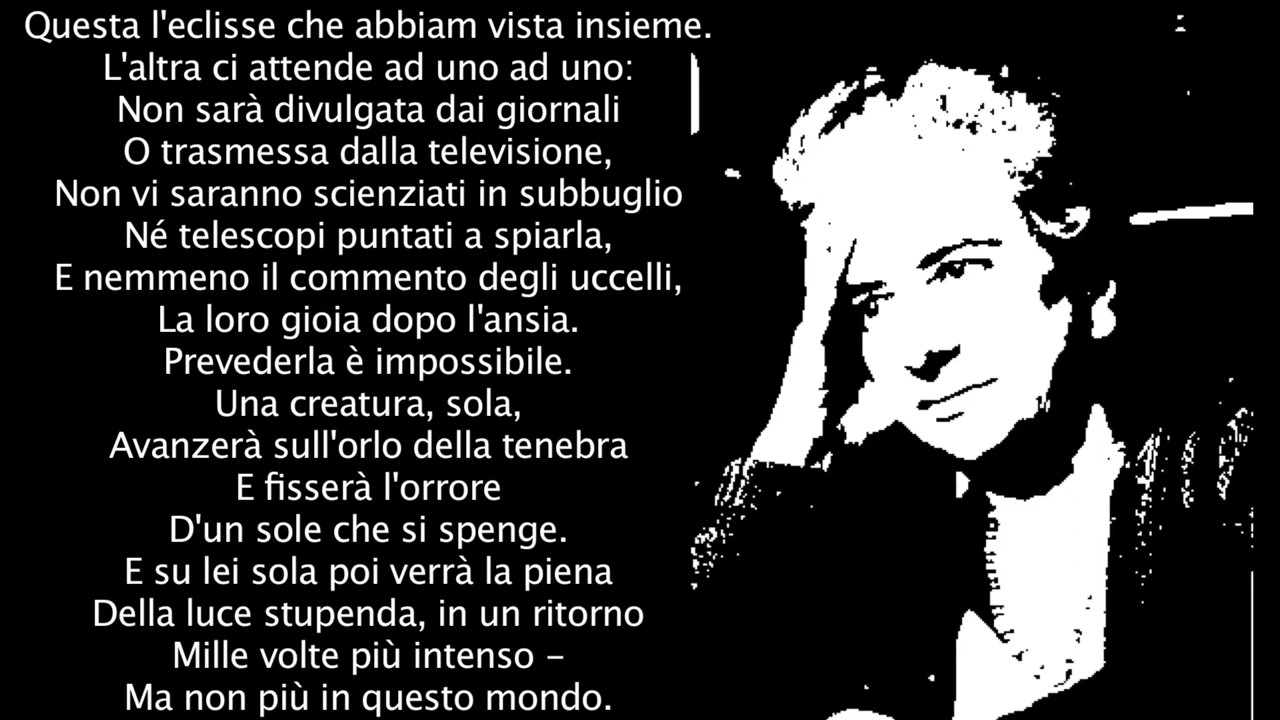 Questa l'eclisse che abbiam vista insieme.
L'altra ci attende ad uno ad uno:
Non sarà divulgata dai giornali
O trasmessa dalla televisione,
Non vi saranno scienziati in subbuglio
Né telescopi puntati a spiarla,
E nemmeno il commento degli uccelli,
La loro gioia dopo l'ansia.
Prevederla è impossibile.
Una creatura, sola,
Avanzerà sull'orlo della tenebra
E fisserà l'orrore
D'un sole che si spenge.
E su lei sola poi verrà la piena
Della luce stupenda, in un ritorno
Mille volte più intenso –
Ma non più in questo mondo.